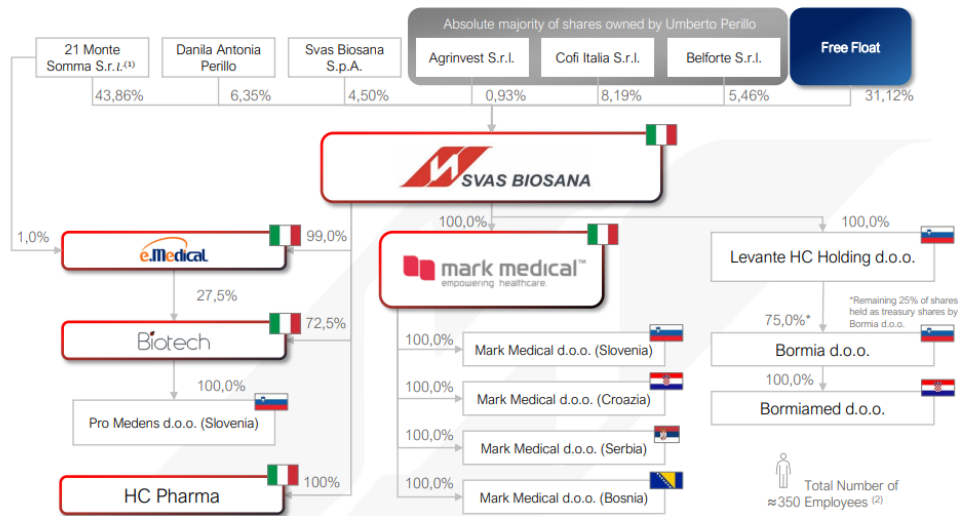 Absolute majority of shares owned by Umberto Perillo
21 Monte
Somma S.r.L(1)
Danila Antonia
Perillo
Svas Biosana
S.p.A.
Agrinvest S.r.l.
Cofi Italia S.r.l.
Belforte S.r.l.
Free Float
43,86%
6,35%
4,50%
0,93%
8,19%
5,46%
31,12%
SVAS BIOSANA
1,0%
99,0%
100,0%
100,0%
e.Medical
mark medical™
empowering healthcare.
Levante HC Holding d.o.o.
27,5%
72,5%
75,0%*
*Remaining 25% of shares
held as treasury shares by
Bormia d.o.o.
Biotech
100,0%
Mark Medical d.o.o. (Slovenia)
Bormia d.o.o.
100,0%
100,0%
100,0%
Pro Medens d.o.o. (Slovenia)
Mark Medical d.o.o. (Croazia)
Bormiamed d.o.o.
100,0%
Mark Medical d.o.o. (Serbia)
HC Pharma
100%
100,0%
Mark Medical d.o.o. (Bosnia)
Total Number of
≈350 Employees (2)